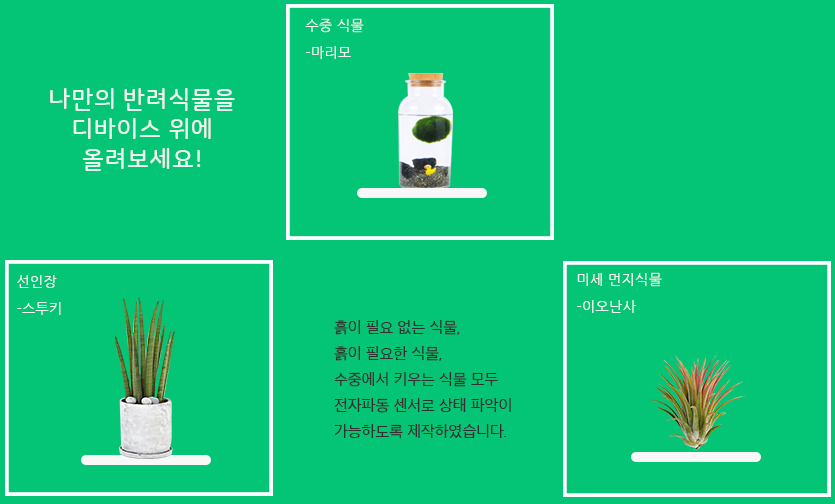 나만의 반려식물을
디바이스 위에
올려보세요!
수중 식물
-마리모
선인장
-스투키
흙이 필요 없는 식물,
흙이 필요한 식물,
수중에서 키우는 식물 모두
전자파동 센서로 상태 파악이
가능하도록 제작하였습니다.
미세 먼지식물
-이오난사